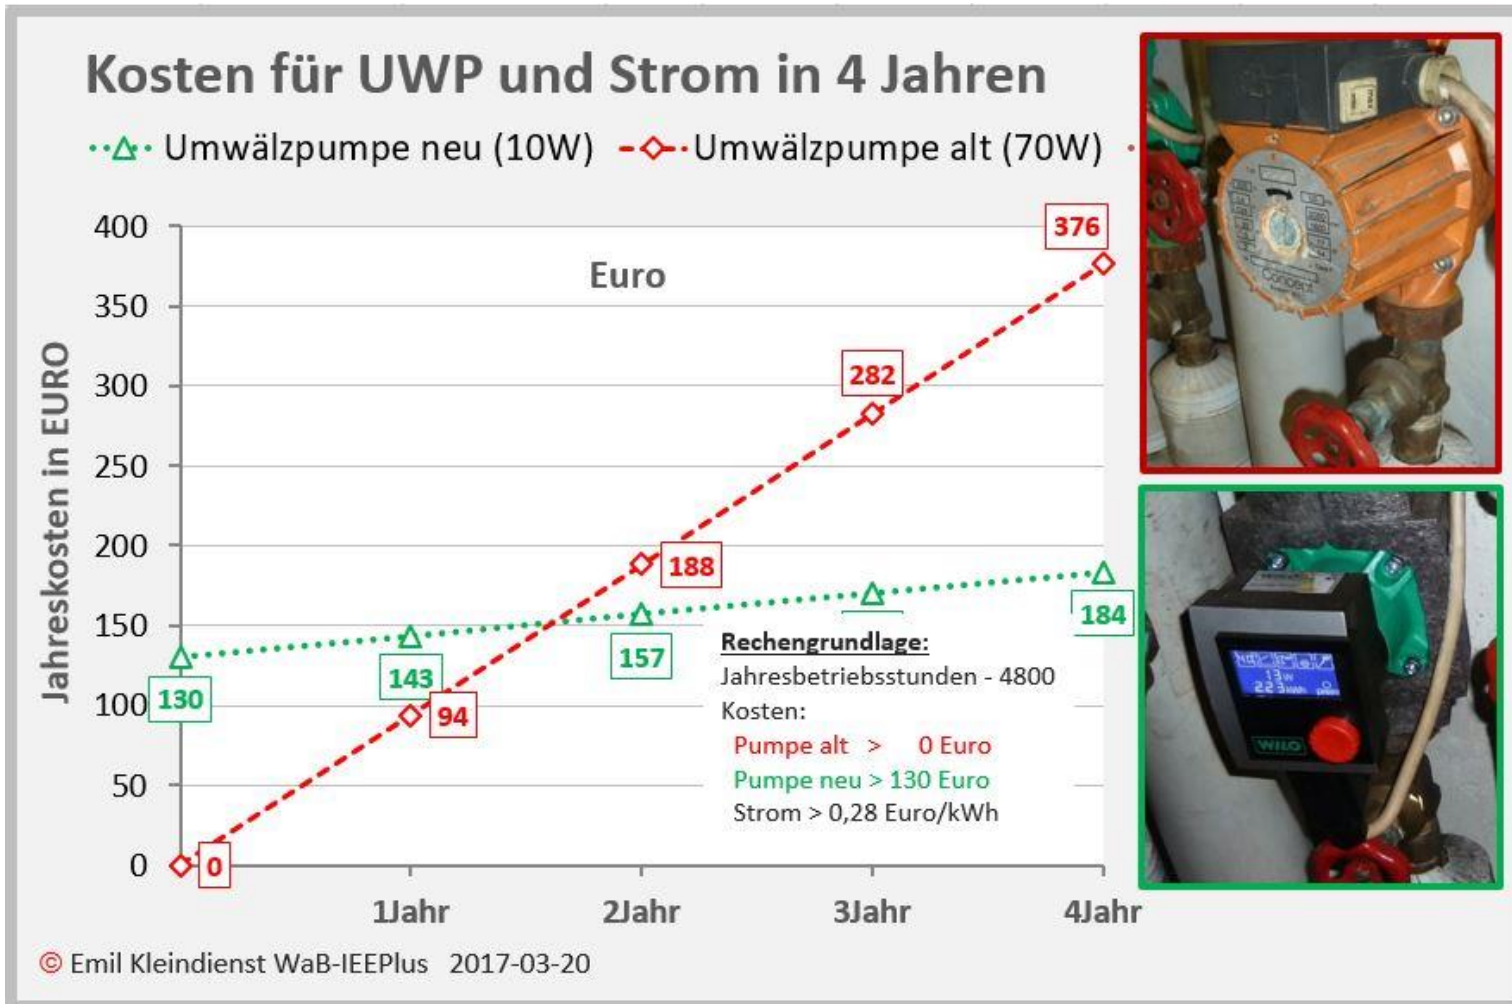 Kosten für UWP und Strom in 4 Jahren
Umwälzpumpe neu (10W) Umwälzpumpe alt (70W)
Euro
Jahreskosten in EURO
400
350
300
250
200
150
100
50
0
376
282
188
94
0
130
143
157
184
Rechengrundlage:
Jahresbetriebsstunden - 4800
Kosten:
Pumpe alt > 0 Euro
Pumpe neu > 130 Euro
Strom > 0,28 Euro/kWh
1Jahr 2Jahr 3Jahr 4Jahr
© Emil Kleindienst WaB-IEEPlus 2017-03-20
Concept
WILO